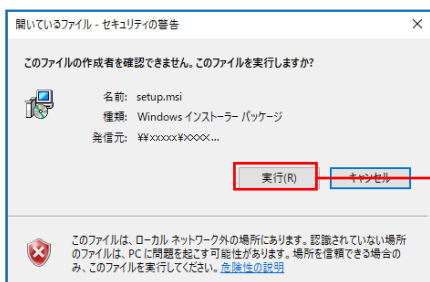 開いているファイル - セキュリティの警告
このファイルの作成者を確認できません。このファイルを実行しますか?
名前: setup.msi
種類: Windows インストーラー パッケージ
発信元: ¥¥xxxxx¥xxxx...
実行(R) キャンセル
このファイルは、ローカル ネットワーク外の場所にあります。認識されていない場所
のファイルは、PC に問題を起こす可能性があります。場所を信頼できる場合の
み、このファイルを実行してください。危険性の説明